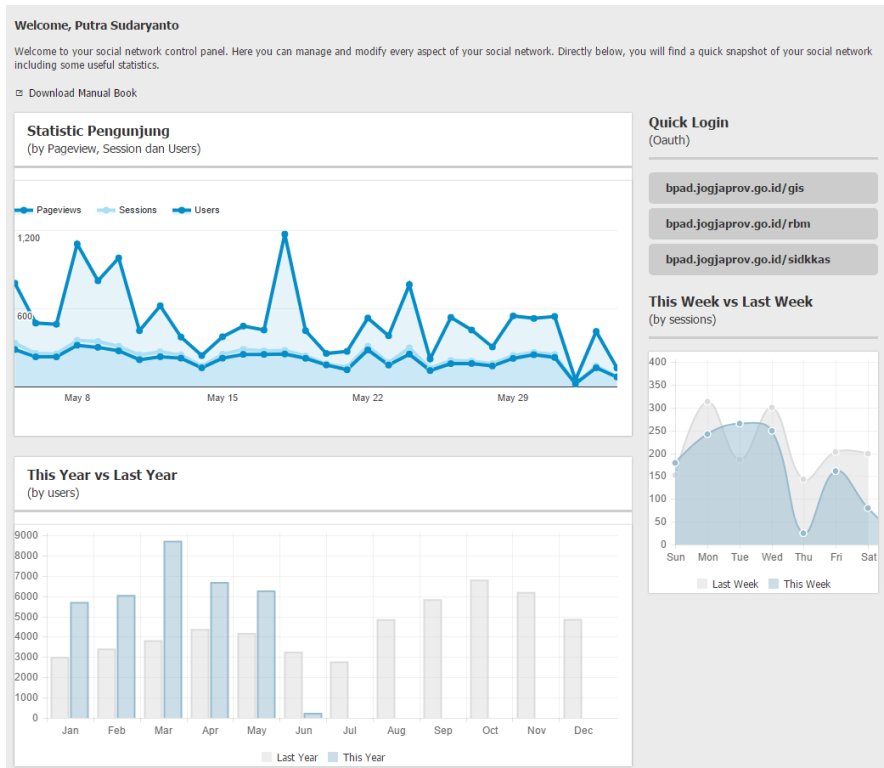 Welcome, Putra Sudaryanto
Welcome to your social network control panel. Here you can manage and modify every aspect of your social network. Directly below, you will find a quick snapshot of your social network
including some useful statistics.
Download Manual Book
Statistic Pengunjung
(by Pageview, Session dan Users)
Pageviews Sessions Users
1,200
600
May 8 May 15 May 22 May 29
This Year vs Last Year
(by users)
9000
8000
7000
6000
5000
4000
3000
2000
1000
0
Jan Feb Mar Apr May Jun Jul Aug Sep Oct Nov Dec
Last Year This Year
Quick Login
(Oauth)
bpad.jogjaprov.go.id/gis
bpad.jogjaprov.go.id/rbm
bpad.jogjaprov.go.id/sidkkas
This Week vs Last Week
(by sessions)
400
350
300
250
200
150
100
50
0
Sun Mon Tue Wed Thu Fri Sat
Last Week This Week